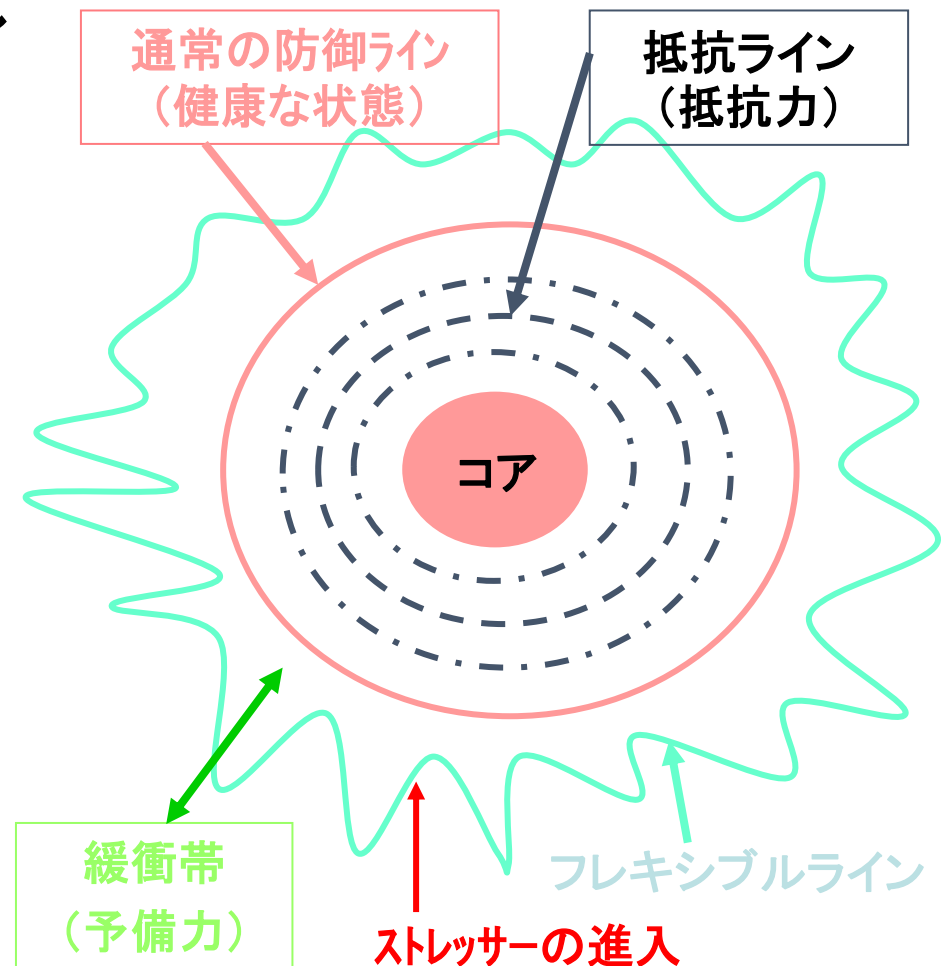 通常の防御ライン
（健康な状態）
抵抗ライン
（抵抗力）
コア
緩衝帯
（予備力）
フレキシブルライン
ストレッサーの進入